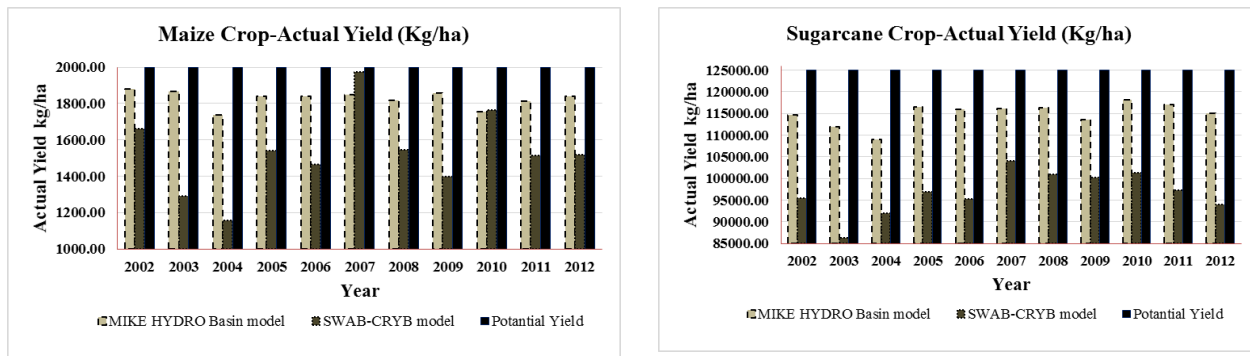 Maize Crop-Actual Yield (Kg/ha)
Actual Yield kg/ha
2000.00
1800.00
1600.00
1400.00
1200.00
1000.00
2002 2003 2004 2005 2006 2007 2008 2009 2010 2011 2012
Year
MIKE HYDRO Basin model SWAB-CRYB model Potantial Yield
Sugarcane Crop-Actual Yield (Kg/ha)
Actual Yield kg/ha
125000.00
120000.00
115000.00
110000.00
105000.00
100000.00
95000.00
90000.00
85000.00
2002 2003 2004 2005 2006 2007 2008 2009 2010 2011 2012
Year
MIKE HYDRO Basin model SWAB-CRYB model Potantial Yield